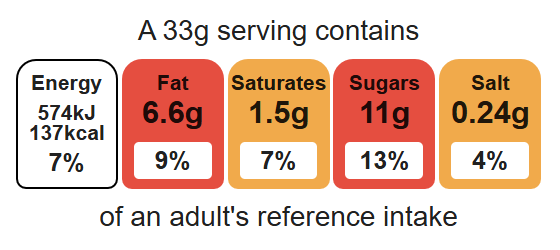 A 33g serving contains
Energy
574kJ
137kcal
7%
Fat
6.6g
9%
Saturates
1.5g
7%
Sugars
11g
13%
Salt
0.24g
4%
of an adult's reference intake